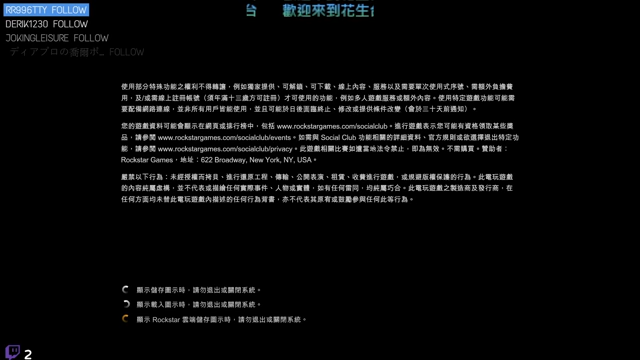 RR996TTY FOLLOW
台 歡迎來到花生台
DERIK1230 FOLLOW
JOKINGLEISURE FOLLOW
ディアブロの高爾ボ… FOLLOW
使用部分特殊功能之權利不得轉讓，例如獨家提供、可解鎖、可下載、線上內容、服務以及需要單次使用式序號、需額外負擔費
用，及/或需線上註冊帳號（須年滿十三歲方可註冊）才可使用的功能，例如多人遊戲服務或額外內容。使用特定遊戲功能可能需
要配備網路連線，並非所有用戶皆能使用，並且可能於日後面臨終止、修改或提供條件改變（會於三十天前通知）。
您的遊戲資料可能會顯示在網頁或排行榜中，包括 www.rockstargames.com/socialclub。進行遊戲表示您可能有資格領取某些獎
品，請參閱 www.rockstargames.com/socialclub/events。如需與 Social Club 功能相關的詳細資料、官方規則或欲選擇退出特定功
能，請參閱 www.rockstargames.com/socialclub/privacy。此遊戲相關比賽如遭當地法令禁止，即為無效。不需購買。贊助者：
Rockstar Games，地址：622 Broadway, New York, NY, USA。
嚴禁以下行為：未經授權而拷貝、進行還原工程、傳輸、公開表演、租賃、收費進行遊戲，或規避版權保護的行為。此電玩遊戲
的內容純屬虛構，並不代表或描繪任何實際事件、人物或實體，如有任何雷同，均純屬巧合。此電玩遊戲之製造商及發行商，在
任何方面均未替此電玩遊戲內描述的任何行為背書，亦不代表其原宥或鼓勵參與任何此等行為。
顯示儲存圖示時，請勿退出或關閉系統。
顯示載入圖示時，請勿退出或關閉系統。
顯示 Rockstar 雲端儲存圖示時，請勿退出或關閉系統。
2